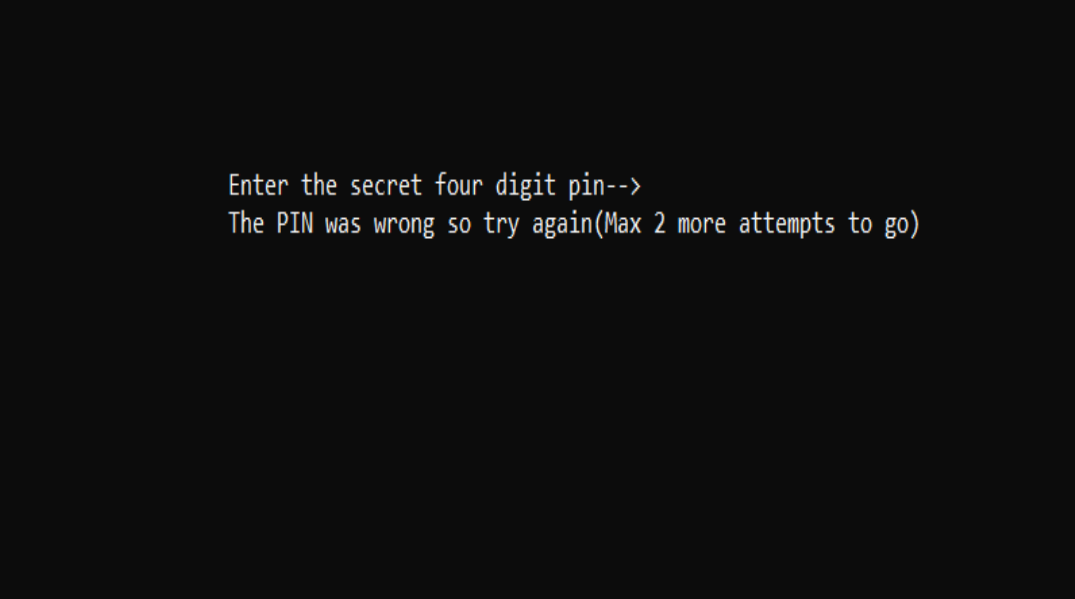 Enter the secret four digit pin-->
The PIN was wrong so try again(Max 2 more attempts to go)